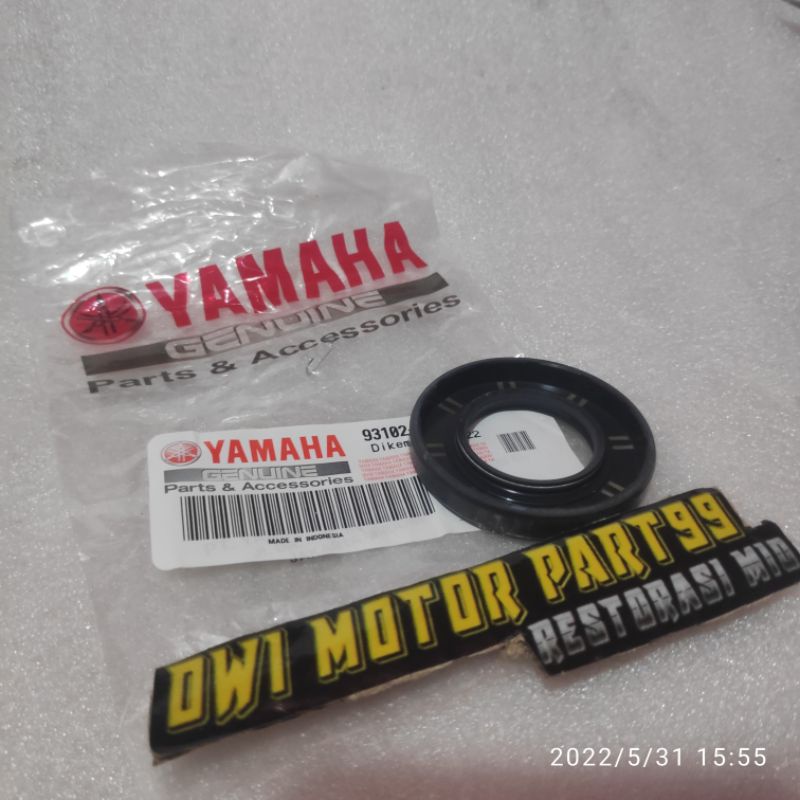 YAMAHA
GENUINE
Parts & Accessories
YAMAHA
GENUINE
Parts & Accessories
93102-
22
Dikem
MADE IN INDONESIA
DWI MOTOR PART99
RESTORASI MIO
2022/5/31 15:55